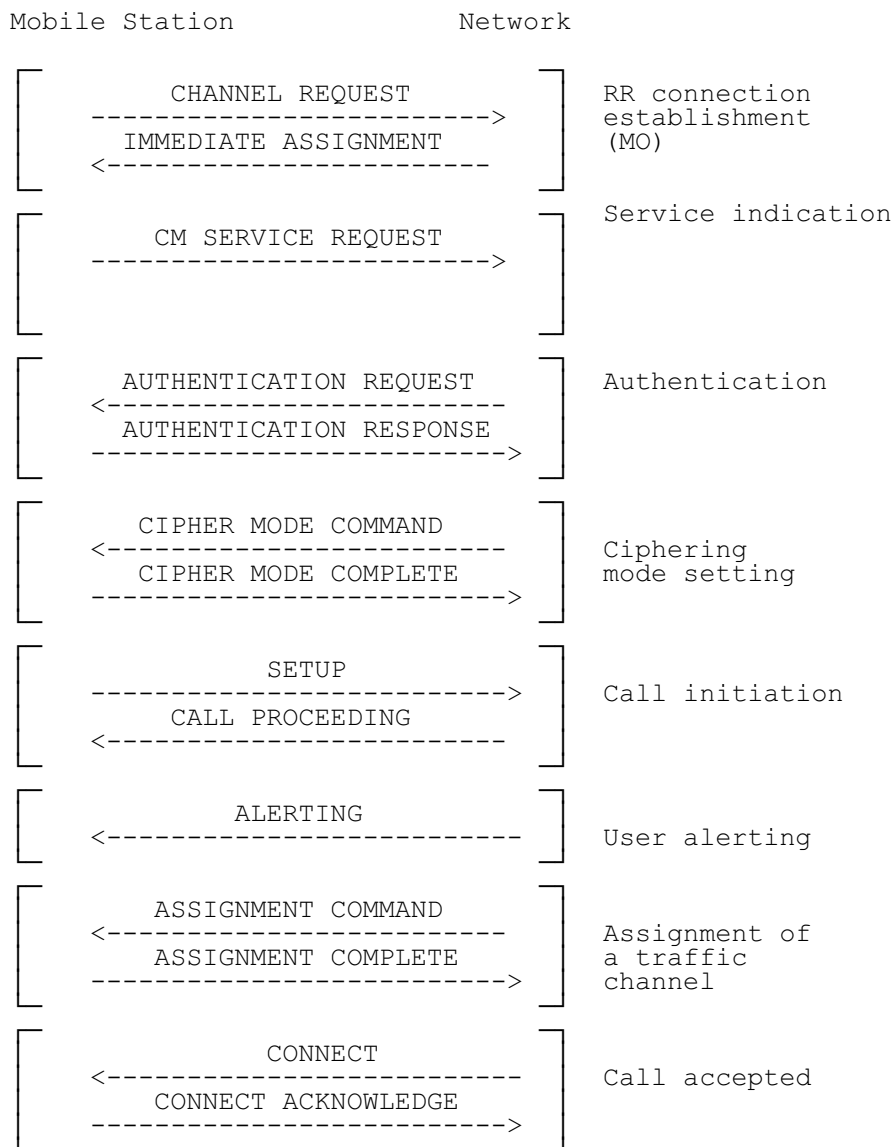 Mobile Station Network
CHANNEL REQUEST
RR connection
establishment
(MO)
IMMEDIATE ASSIGNMENT
Service indication
CM SERVICE REQUEST
AUTHENTICATION REQUEST
Authentication
AUTHENTICATION RESPONSE
CIPHER MODE COMMAND
Ciphering
mode setting
CIPHER MODE COMPLETE
SETUP
Call initiation
CALL PROCEEDING
ALERTING
User alerting
ASSIGNMENT COMMAND
Assignment of
a traffic
channel
ASSIGNMENT COMPLETE
CONNECT
Call accepted
CONNECT ACKNOWLEDGE